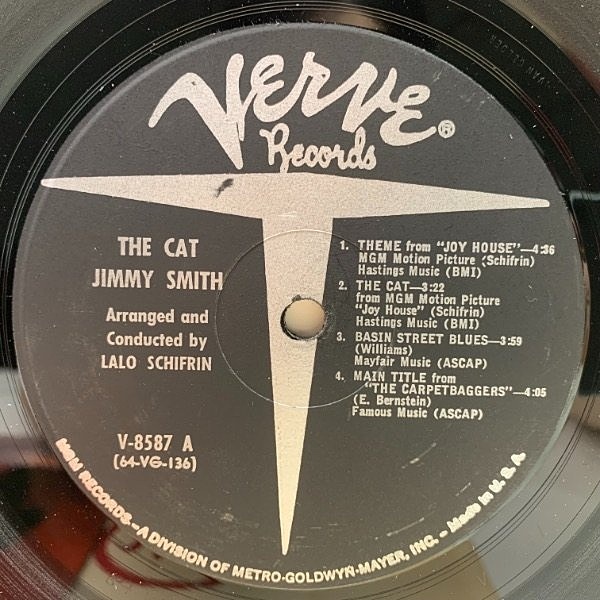 VERVE®
Records
THE CAT
JIMMY SMITH
Arranged and
Conducted by
LALO SCHIFRIN
V-8587 A
(64-VG-136)
1. THEME from "JOY HOUSE"—4:36
MGM Motion Picture (Schifrin)
Hastings Music (BMI)
2. THE CAT—3:22
from MGM Motion Picture
"Joy House" (Schifrin)
Hastings Music (BMI)
3. BASIN STREET BLUES—3:59
(Williams)
Mayfair Music (ASCAP)
4. MAIN TITLE from
"THE CARPETBAGGERS"—4:05
(E. Bernstein)
Famous Music (ASCAP)
MGM RECORDS—A DIVISION OF METRO-GOLDWYN-MAYER, INC.—Made in U.S.A.
VAN GELDER